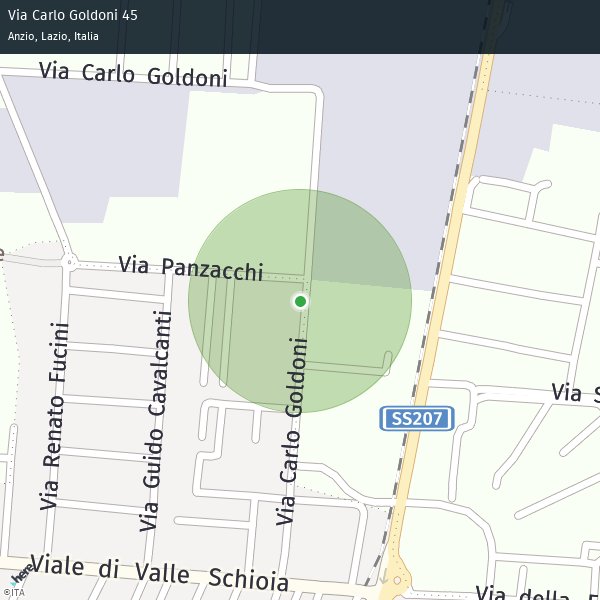 Via Carlo Goldoni 45
Anzio, Lazio, Italia
Via Carlo Goldoni
Via Panzacchi
Via Renato Fucini
Via Guido Cavalcanti
Via Carlo Goldoni
SS207
Via S
Viale di Valle Schioia
Via della
here
©ITA